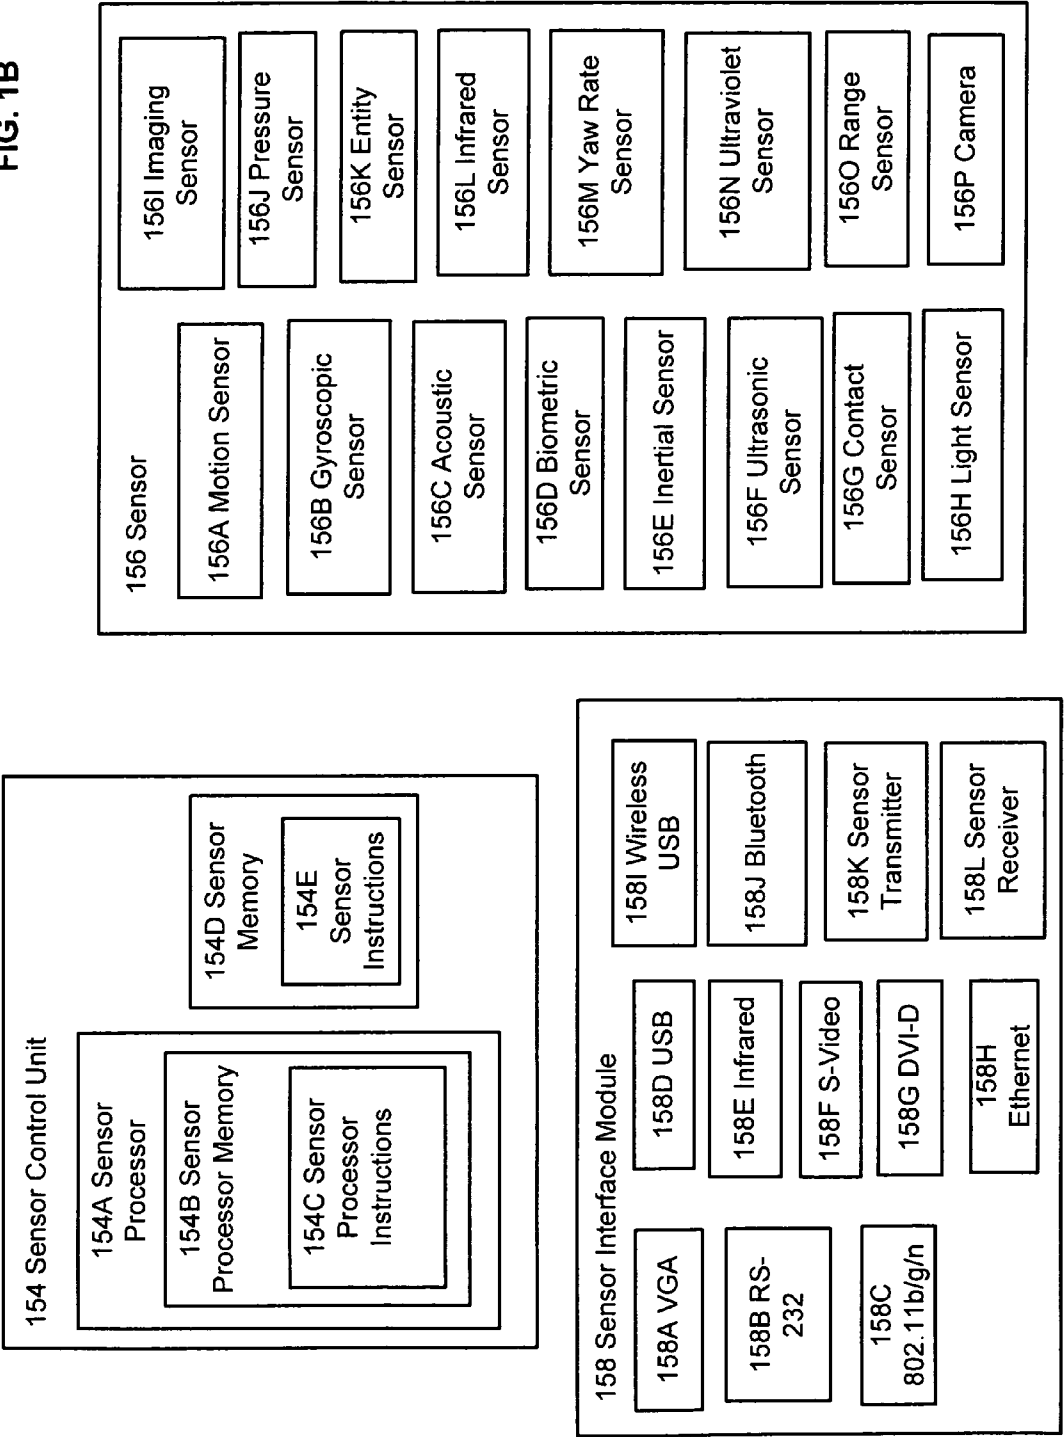 FIG. 1B
154 Sensor Control Unit
154A Sensor
Processor
154B Sensor
Processor Memory
154C Sensor
Processor
Instructions
154D Sensor
Memory
154E
Sensor
Instructions
156 Sensor
156A Motion Sensor
156B Gyroscopic
Sensor
156C Acoustic
Sensor
156D Biometric
Sensor
156E Inertial Sensor
156F Ultrasonic
Sensor
156G Contact
Sensor
156H Light Sensor
156I Imaging
Sensor
156J Pressure
Sensor
156K Entity
Sensor
156L Infrared
Sensor
156M Yaw Rate
Sensor
156N Ultraviolet
Sensor
156O Range
Sensor
156P Camera
158 Sensor Interface Module
158A VGA
158B RS-
232
158C
802.11b/g/n
158D USB
158E Infrared
158F S-Video
158G DVI-D
158H
Ethernet
158I Wireless
USB
158J Bluetooth
158K Sensor
Transmitter
158L Sensor
Receiver